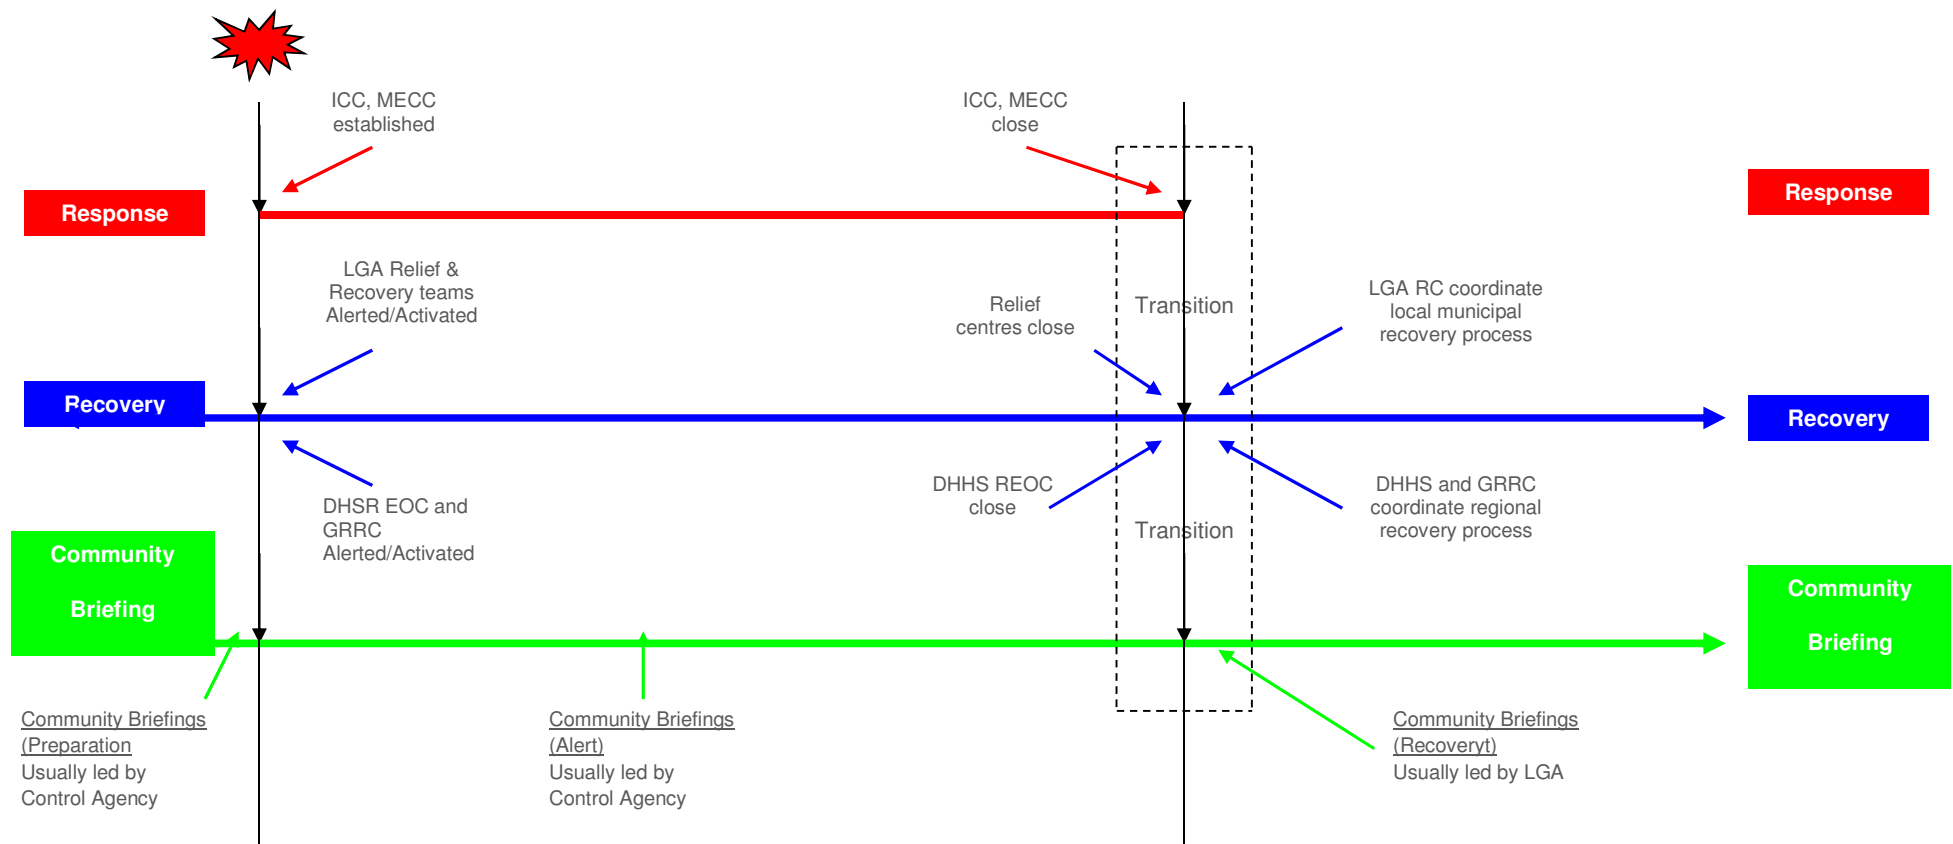 ICC, MECC
established
ICC, MECC
close
Response
Response
LGA Relief &
Recovery teams
Alerted/Activated
Relief
centres close
Transition
LGA RC coordinate
local municipal
recovery process
Recovery
Recovery
DHSR EOC and
GRRC
Alerted/Activated
DHHS REOC
close
Transition
DHHS and GRRC
coordinate regional
recovery process
Community
Briefing
Community
Briefing
Community Briefings
(Preparation
Usually led by
Control Agency
Community Briefings
(Alert)
Usually led by
Control Agency
Community Briefings
(Recoveryt)
Usually led by LGA